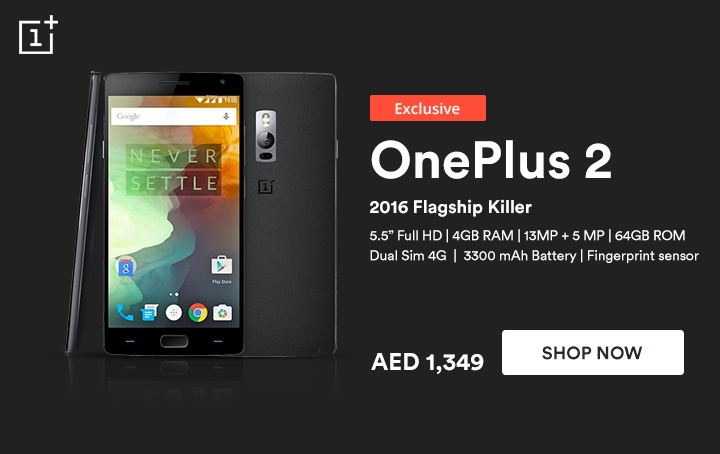 Exclusive
OnePlus 2
2016 Flagship Killer
5.5” Full HD | 4GB RAM | 13MP + 5 MP | 64GB ROM
Dual Sim 4G | 3300 mAh Battery | Fingerprint sensor
AED 1,349
SHOP NOW
Google
NEVER
SETTLE
Play Store